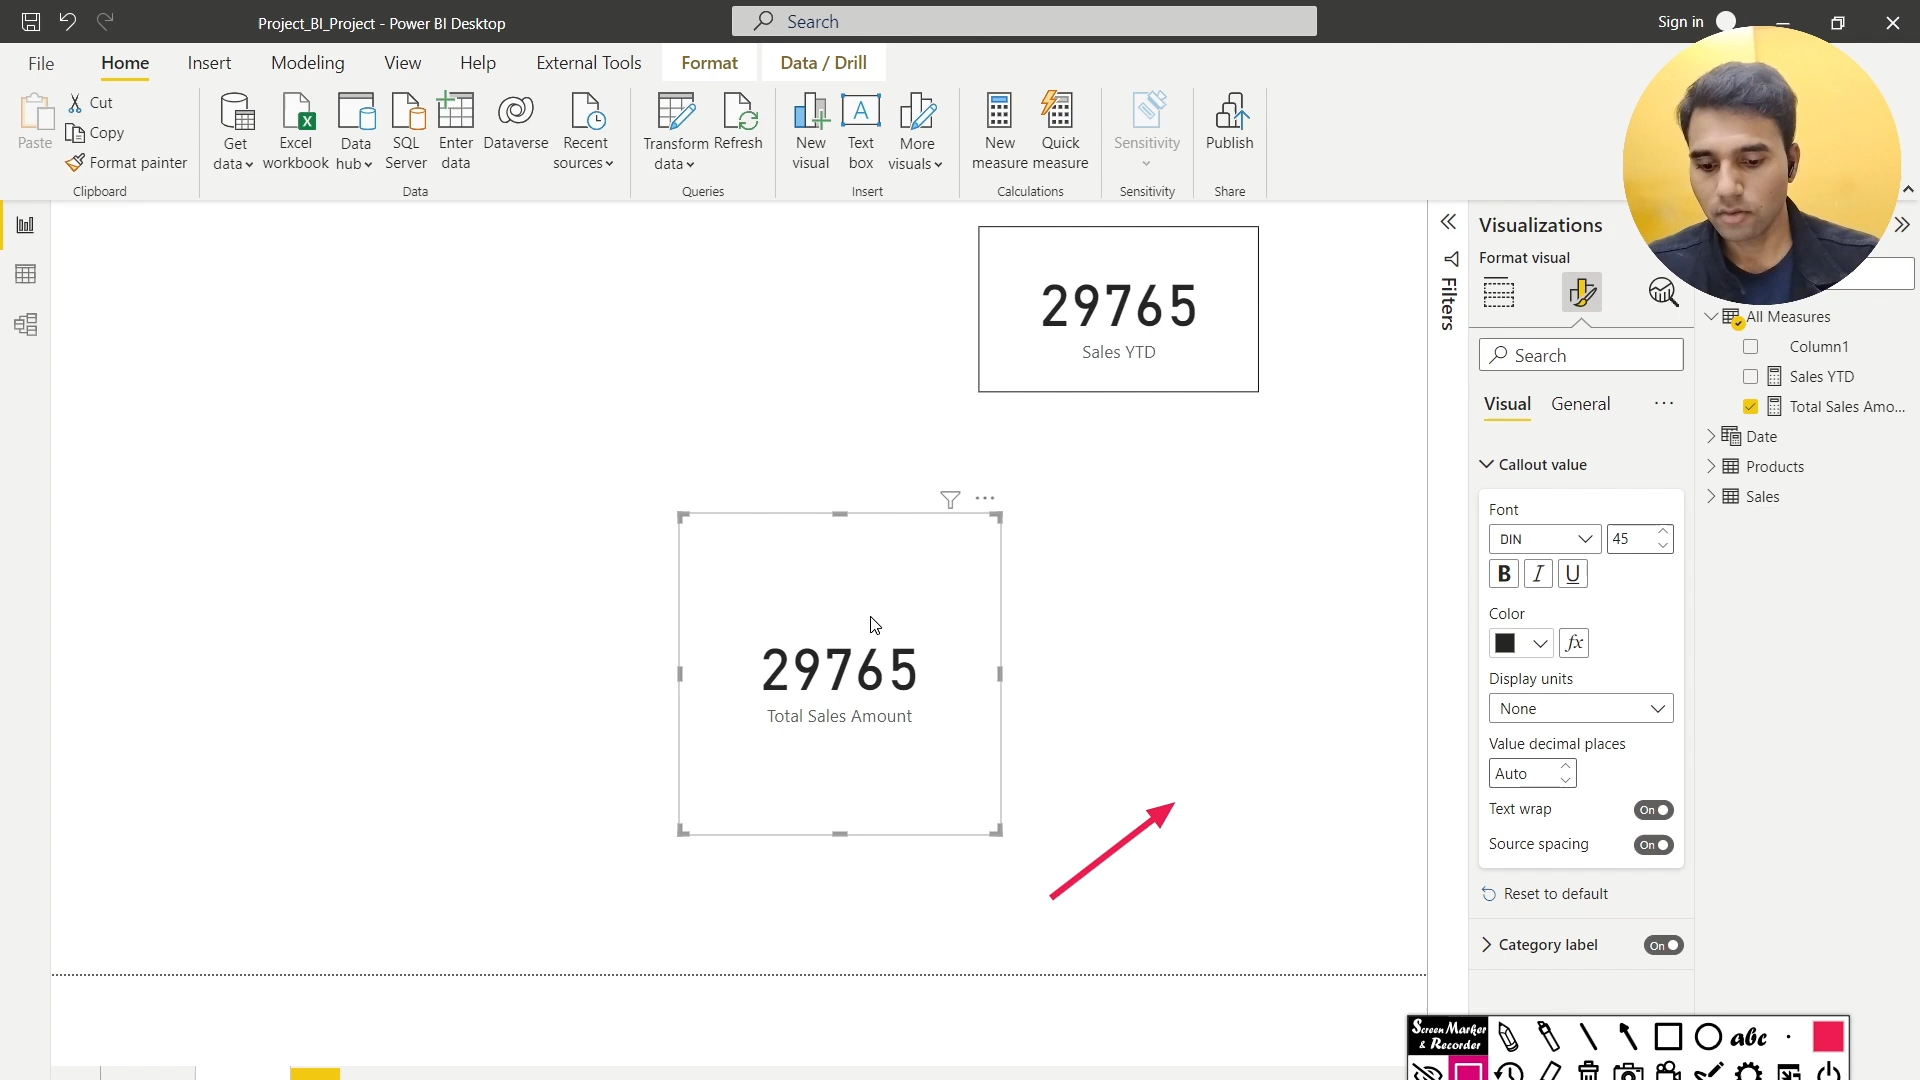 Project_BI_Project - Power BI Desktop
Search
Sign in
File Home Insert Modeling View Help External Tools Format Data / Drill
Paste
Cut
Copy
Format painter
Clipboard
Get data
Excel workbook
Data hub
SQL Server
Enter data
Dataverse
Recent sources
Data
Transform data
Refresh
Queries
New visual
Text box
More visuals
Insert
New measure
Quick measure
Calculations
Sensitivity
Sensitivity
Publish
Share
29765
Sales YTD
29765
Total Sales Amount
Filters
Visualizations
Format visual
Search
Visual General
Callout value
Font
DIN 45
B I U
Color
fx
Display units
None
Value decimal places
Auto
Text wrap On
Source spacing On
Reset to default
Category label On
All Measures
Column1
Sales YTD
Total Sales Amo...
Date
Products
Sales
Screen Marker
& Recorder
abc